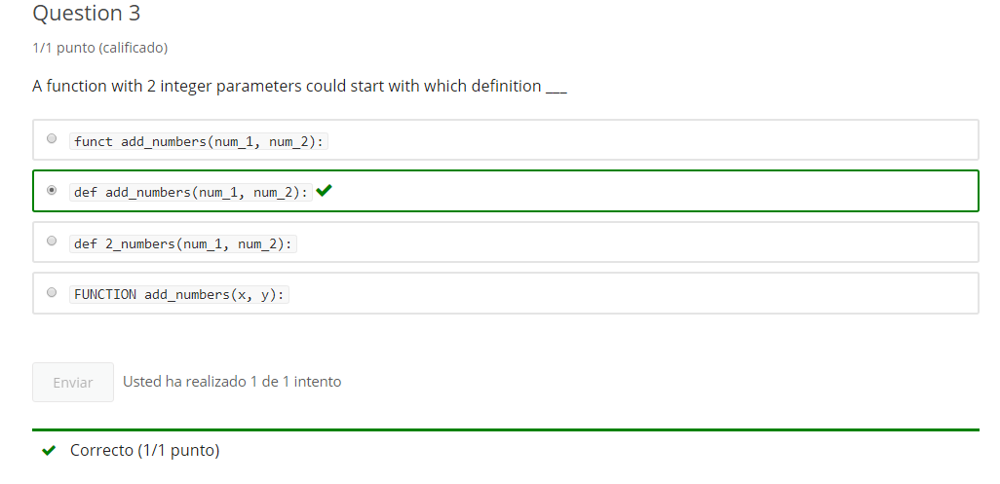 Question 3
1/1 punto (calificado)
A function with 2 integer parameters could start with which definition ___
funct add_numbers(num_1, num_2):
def add_numbers(num_1, num_2):
def 2_numbers(num_1, num_2):
FUNCTION add_numbers(x, y):
Enviar Usted ha realizado 1 de 1 intento
Correcto (1/1 punto)